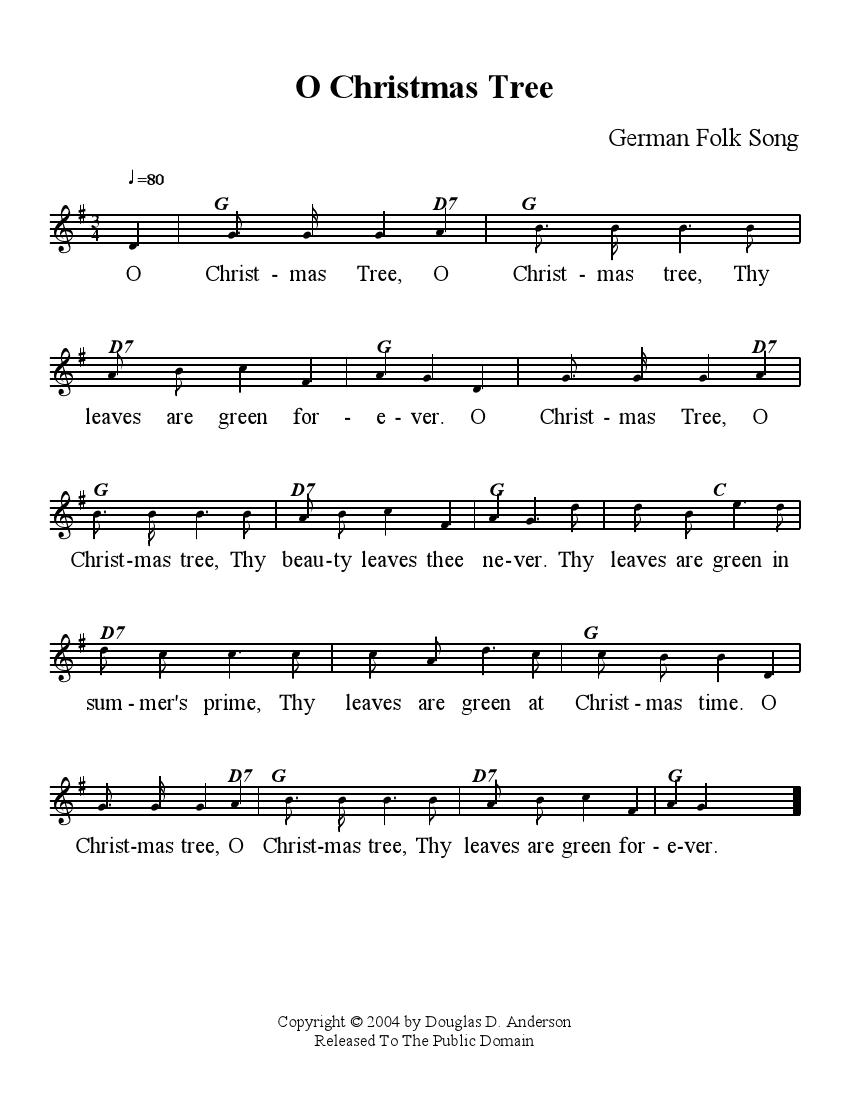 O Christmas Tree
German Folk Song
♩=80
G D7 G
3
4
O Christ - mas Tree, O Christ - mas tree, Thy
D7 G D7
leaves are green for - e - ver. O Christ - mas Tree, O
G D7 G C
Christ-mas tree, Thy beau-ty leaves thee ne-ver. Thy leaves are green in
D7 G
sum - mer's prime, Thy leaves are green at Christ - mas time. O
D7 G D7 G
Christ-mas tree, O Christ-mas tree, Thy leaves are green for - e-ver.
Copyright © 2004 by Douglas D. Anderson
Released To The Public Domain